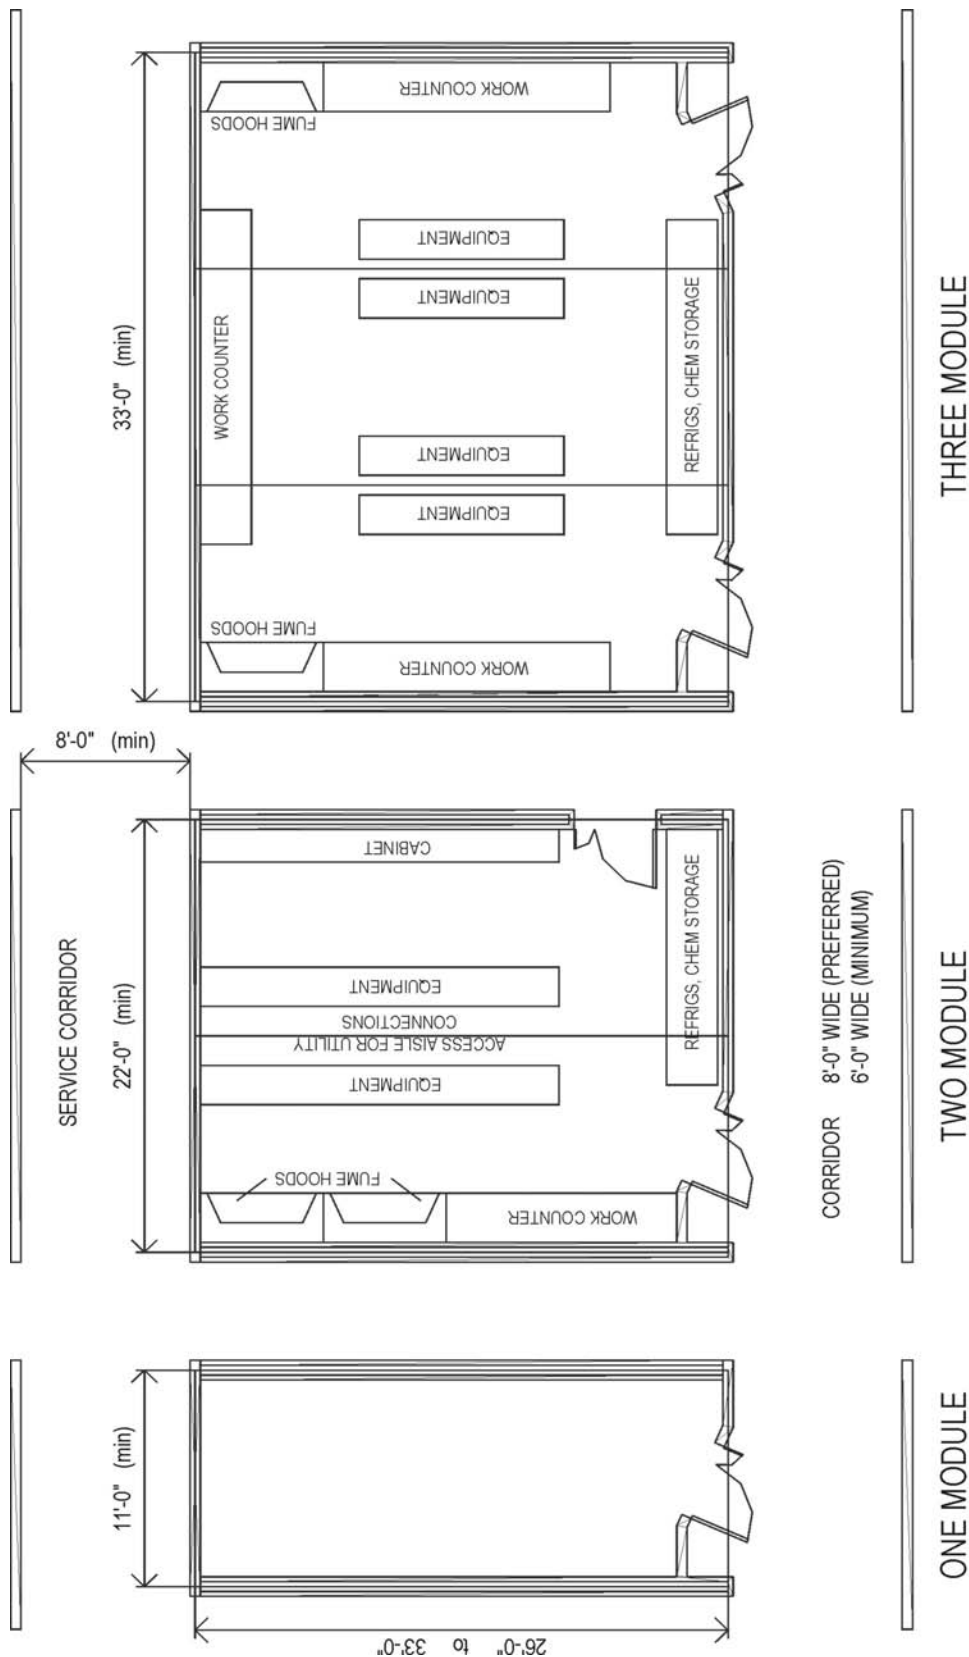 SERVICE CORRIDOR
8'-0" (min)
11'-0" (min)
26'-0" to 33'-0"
ONE MODULE
22'-0" (min)
FUME HOODS
WORK COUNTER
EQUIPMENT
ACCESS AISLE FOR UTILITY
CONNECTIONS
EQUIPMENT
CABINET
REFRIGS, CHEM STORAGE
CORRIDOR 8'-0" WIDE (PREFERRED)
6'-0" WIDE (MINIMUM)
TWO MODULE
33'-0" (min)
FUME HOODS
WORK COUNTER
WORK COUNTER
EQUIPMENT
EQUIPMENT
EQUIPMENT
EQUIPMENT
REFRIGS, CHEM STORAGE
FUME HOODS
WORK COUNTER
THREE MODULE